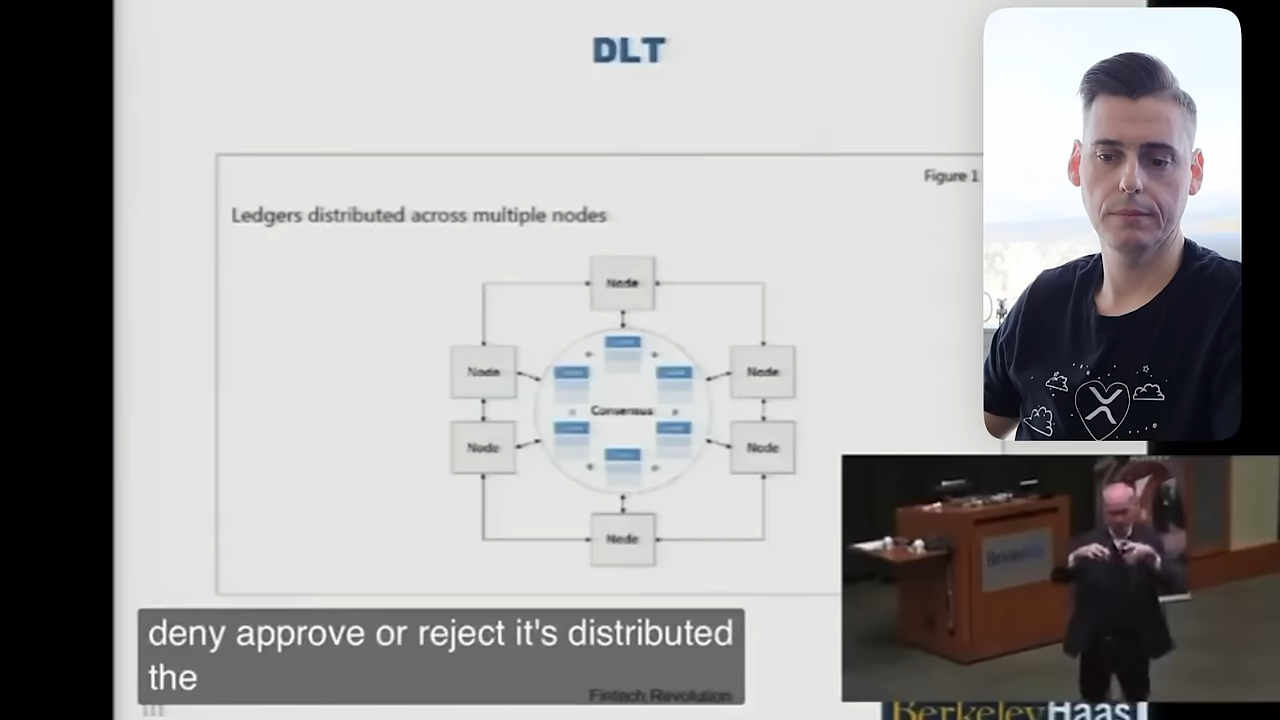 DLT
Figure 1
Ledgers distributed across multiple nodes
Node
Node
Node
Consensus
Node
Node
Node
deny approve or reject it's distributed
the
Fintech Revolution
BerkeleyHaas